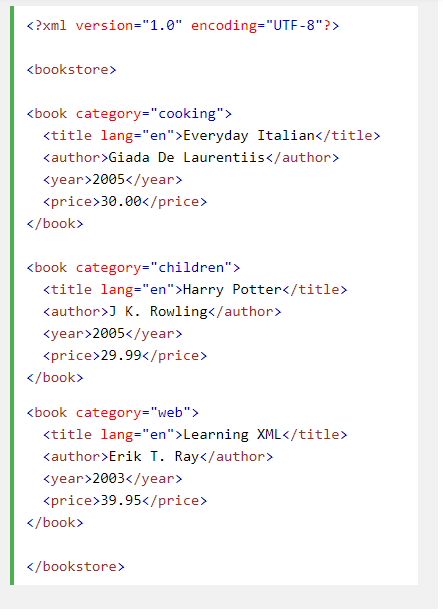 <?xml version="1.0" encoding="UTF-8"?>
<bookstore>
<book category="cooking">
<title lang="en">Everyday Italian</title>
<author>Giada De Laurentiis</author>
<year>2005</year>
<price>30.00</price>
</book>
<book category="children">
<title lang="en">Harry Potter</title>
<author>J K. Rowling</author>
<year>2005</year>
<price>29.99</price>
</book>
<book category="web">
<title lang="en">Learning XML</title>
<author>Erik T. Ray</author>
<year>2003</year>
<price>39.95</price>
</book>
</bookstore>